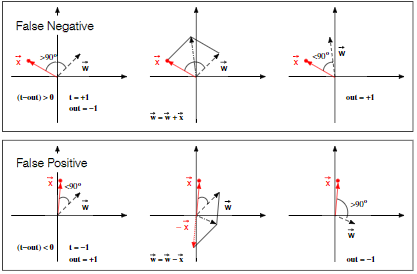 False Negative
>90°
x⃗
w⃗
(t−out) > 0
t = +1
out = −1
x⃗
w⃗
w⃗ = w⃗ + x⃗
<90°
x⃗
w⃗
out = +1
False Positive
x⃗
<90°
w⃗
(t−out) < 0
t = −1
out = +1
x⃗
w⃗
−x⃗
w⃗ = w⃗ − x⃗
x⃗
>90°
w⃗
out = −1